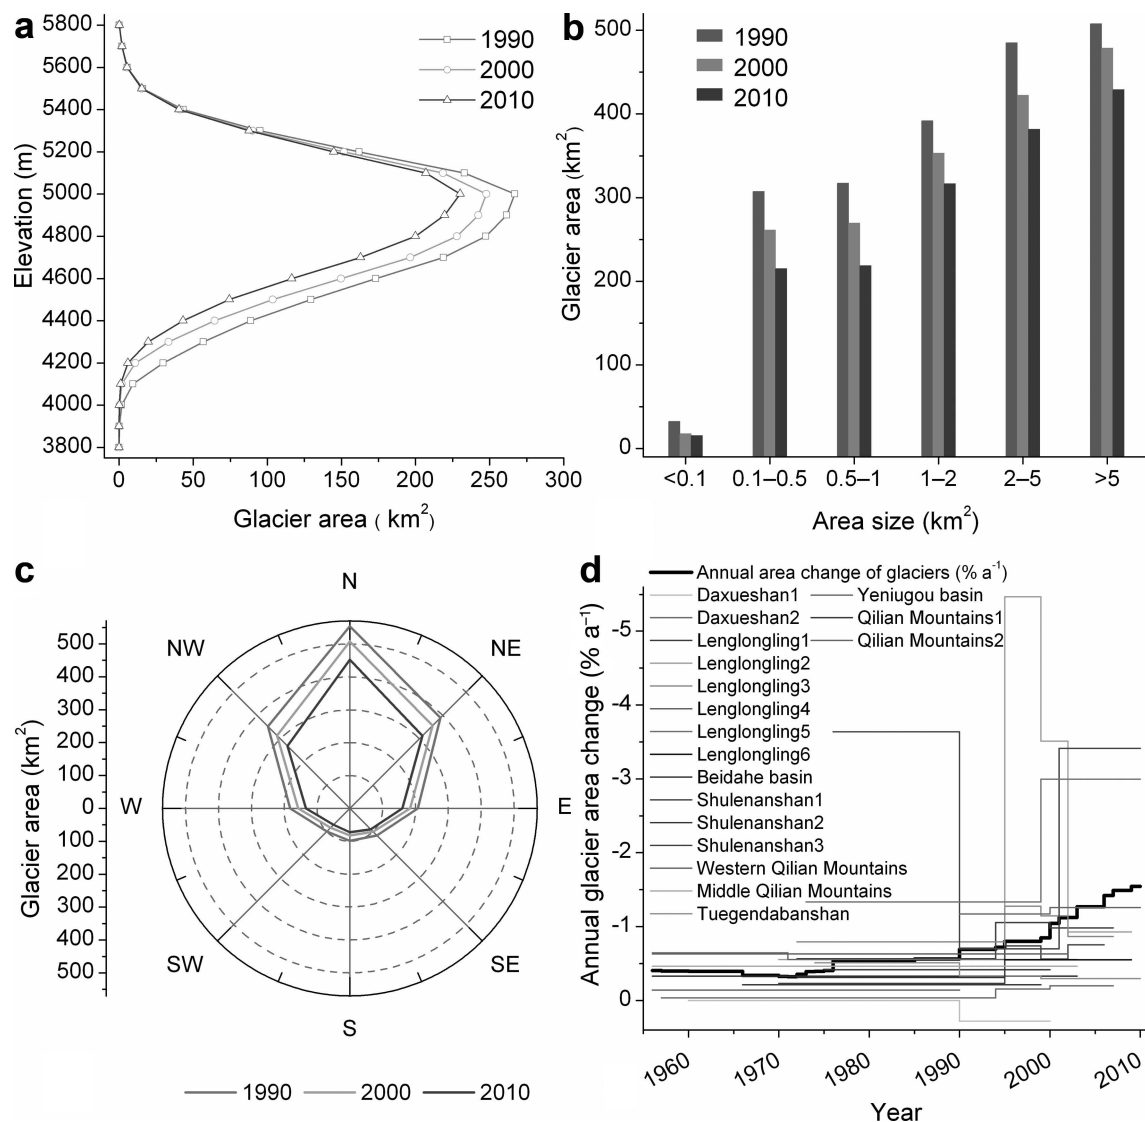 a
5800
5600
5400
5200
5000
4800
4600
4400
4200
4000
3800
Elevation (m)
1990
2000
2010
0 50 100 150 200 250 300
Glacier area ( km2)
b
500
400
300
200
100
0
Glacier area (km2)
1990
2000
2010
<0.1 0.1–0.5 0.5–1 1–2 2–5 >5
Area size (km2)
c
N
NW NE
W E
SW SE
S
500
400
300
200
100
0
100
200
300
400
500
Glacier area (km2)
1990 2000 2010
d
Annual area change of glaciers (% a-1)
Daxueshan1 Yeniugou basin
Daxueshan2 Qilian Mountains1
Lenglongling1 Qilian Mountains2
Lenglongling2
Lenglongling3
Lenglongling4
Lenglongling5
Lenglongling6
Beidahe basin
Shulenanshan1
Shulenanshan2
Shulenanshan3
Western Qilian Mountains
Middle Qilian Mountains
Tuegendabanshan
-5
-4
-3
-2
-1
0
Annual glacier area change (% a–1)
1960 1970 1980 1990 2000 2010
Year